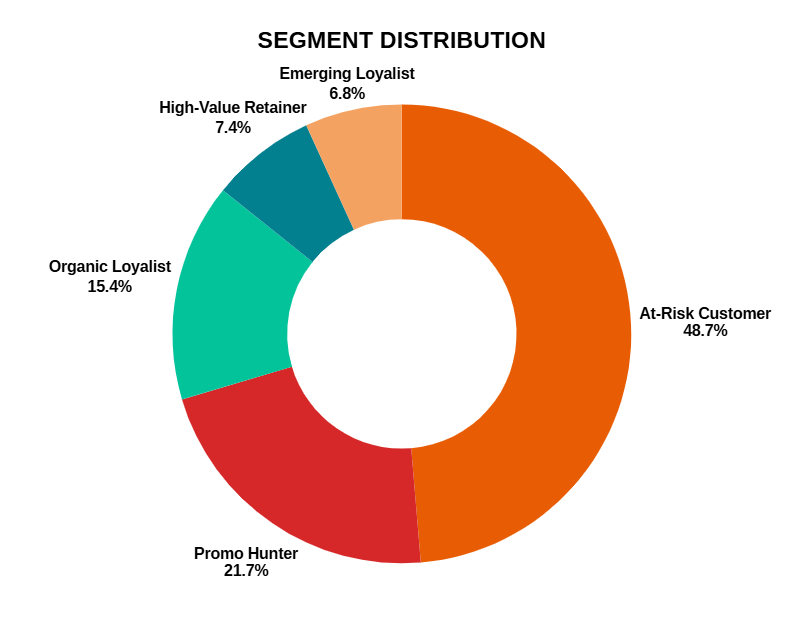 SEGMENT DISTRIBUTION
Emerging Loyalist
6.8%
High-Value Retainer
7.4%
Organic Loyalist
15.4%
At-Risk Customer
48.7%
Promo Hunter
21.7%